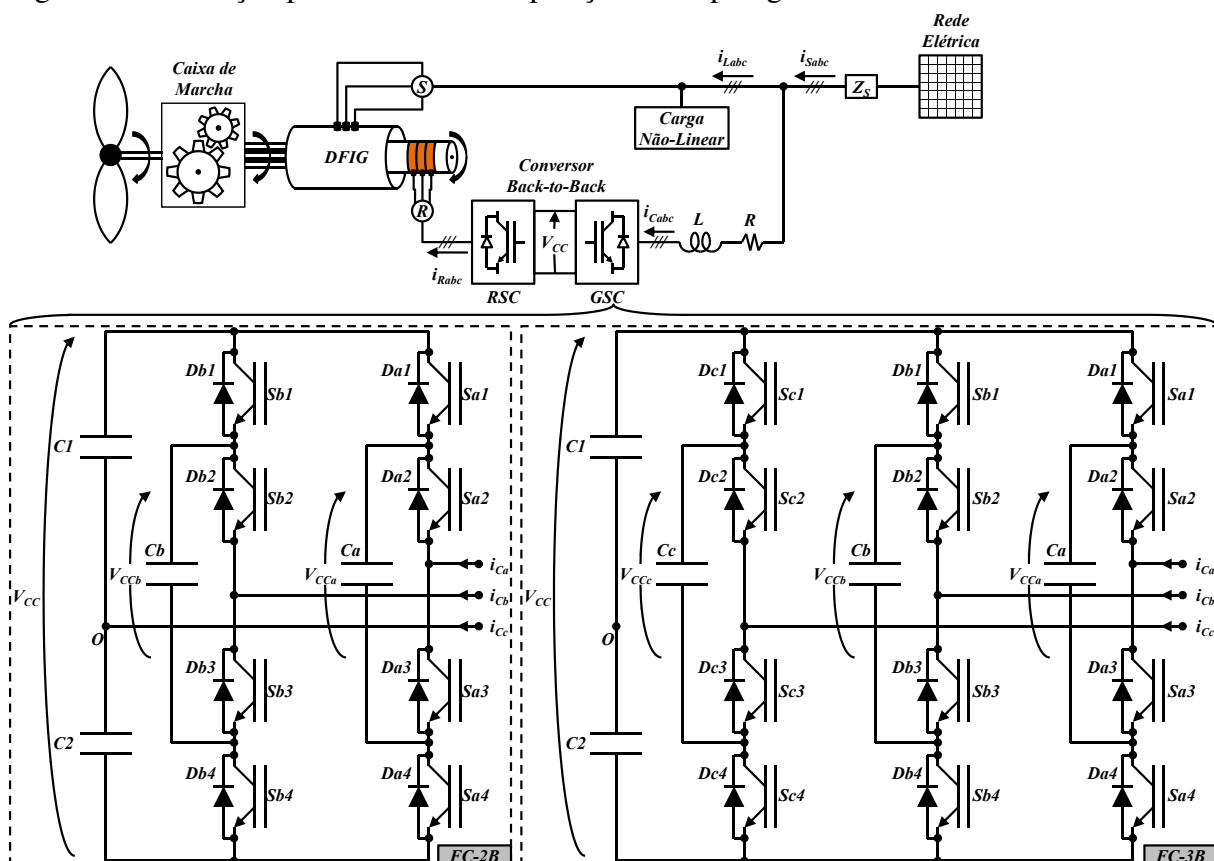 Rede
Elétrica
Caixa de
Marcha
i_Labc
i_Sabc
S
Z_S
Carga
Não-Linear
DFIG
Conversor
Back-to-Back
R
i_Cabc
L
R
V_CC
i_Rabc
RSC
GSC
Db1
Sb1
Da1
Sa1
Dc1
Sc1
Db1
Sb1
Da1
Sa1
C1
C1
Db2
Sb2
Da2
Sa2
Dc2
Sc2
Db2
Sb2
Da2
Sa2
Cb
Ca
Cc
Cb
Ca
V_CC
V_CCb
V_CCa
i_Ca
i_Cb
i_Cc
V_CC
V_CCc
V_CCb
V_CCa
i_Ca
i_Cb
i_Cc
O
O
Db3
Sb3
Da3
Sa3
Dc3
Sc3
Db3
Sb3
Da3
Sa3
C2
C2
Db4
Sb4
Da4
Sa4
Dc4
Sc4
Db4
Sb4
Da4
Sa4
FC-2B
FC-3B